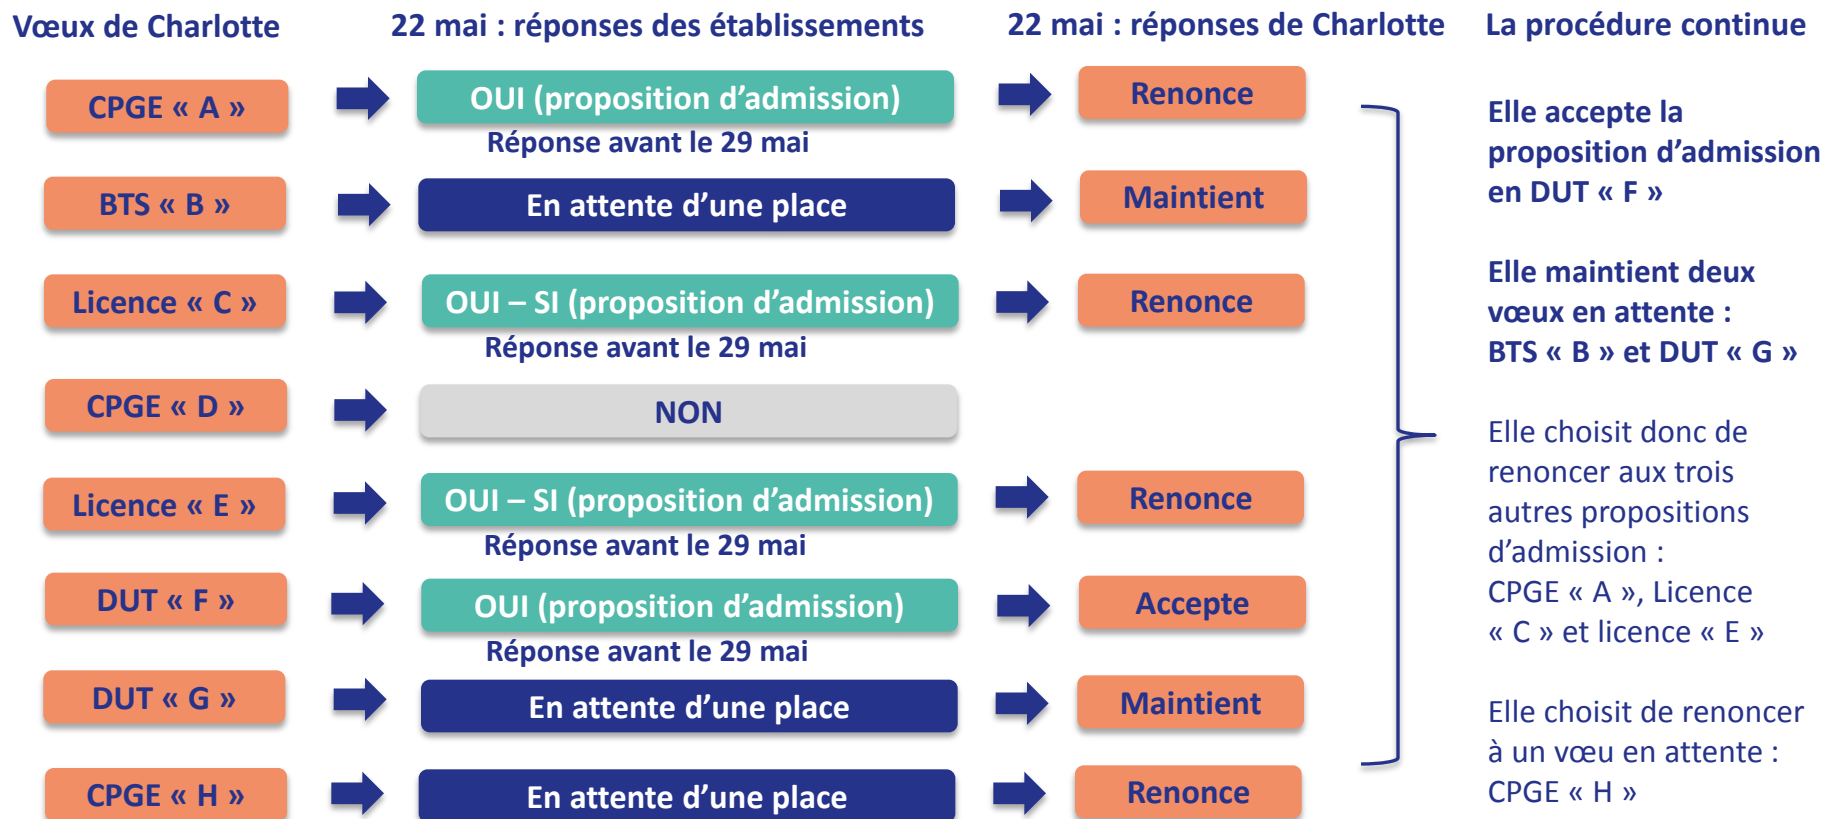 Vœux de Charlotte
22 mai : réponses des établissements
22 mai : réponses de Charlotte
La procédure continue
CPGE « A »
OUI (proposition d’admission)
Réponse avant le 29 mai
Renonce
BTS « B »
En attente d’une place
Maintient
Licence « C »
OUI – SI (proposition d’admission)
Réponse avant le 29 mai
Renonce
CPGE « D »
NON
Licence « E »
OUI – SI (proposition d’admission)
Réponse avant le 29 mai
Renonce
DUT « F »
OUI (proposition d’admission)
Réponse avant le 29 mai
Accepte
DUT « G »
En attente d’une place
Maintient
CPGE « H »
En attente d’une place
Renonce
Elle accepte la
proposition d’admission
en DUT « F »
Elle maintient deux
vœux en attente :
BTS « B » et DUT « G »
Elle choisit donc de
renoncer aux trois
autres propositions
d’admission :
CPGE « A », Licence
« C » et licence « E »
Elle choisit de renoncer
à un vœu en attente :
CPGE « H »